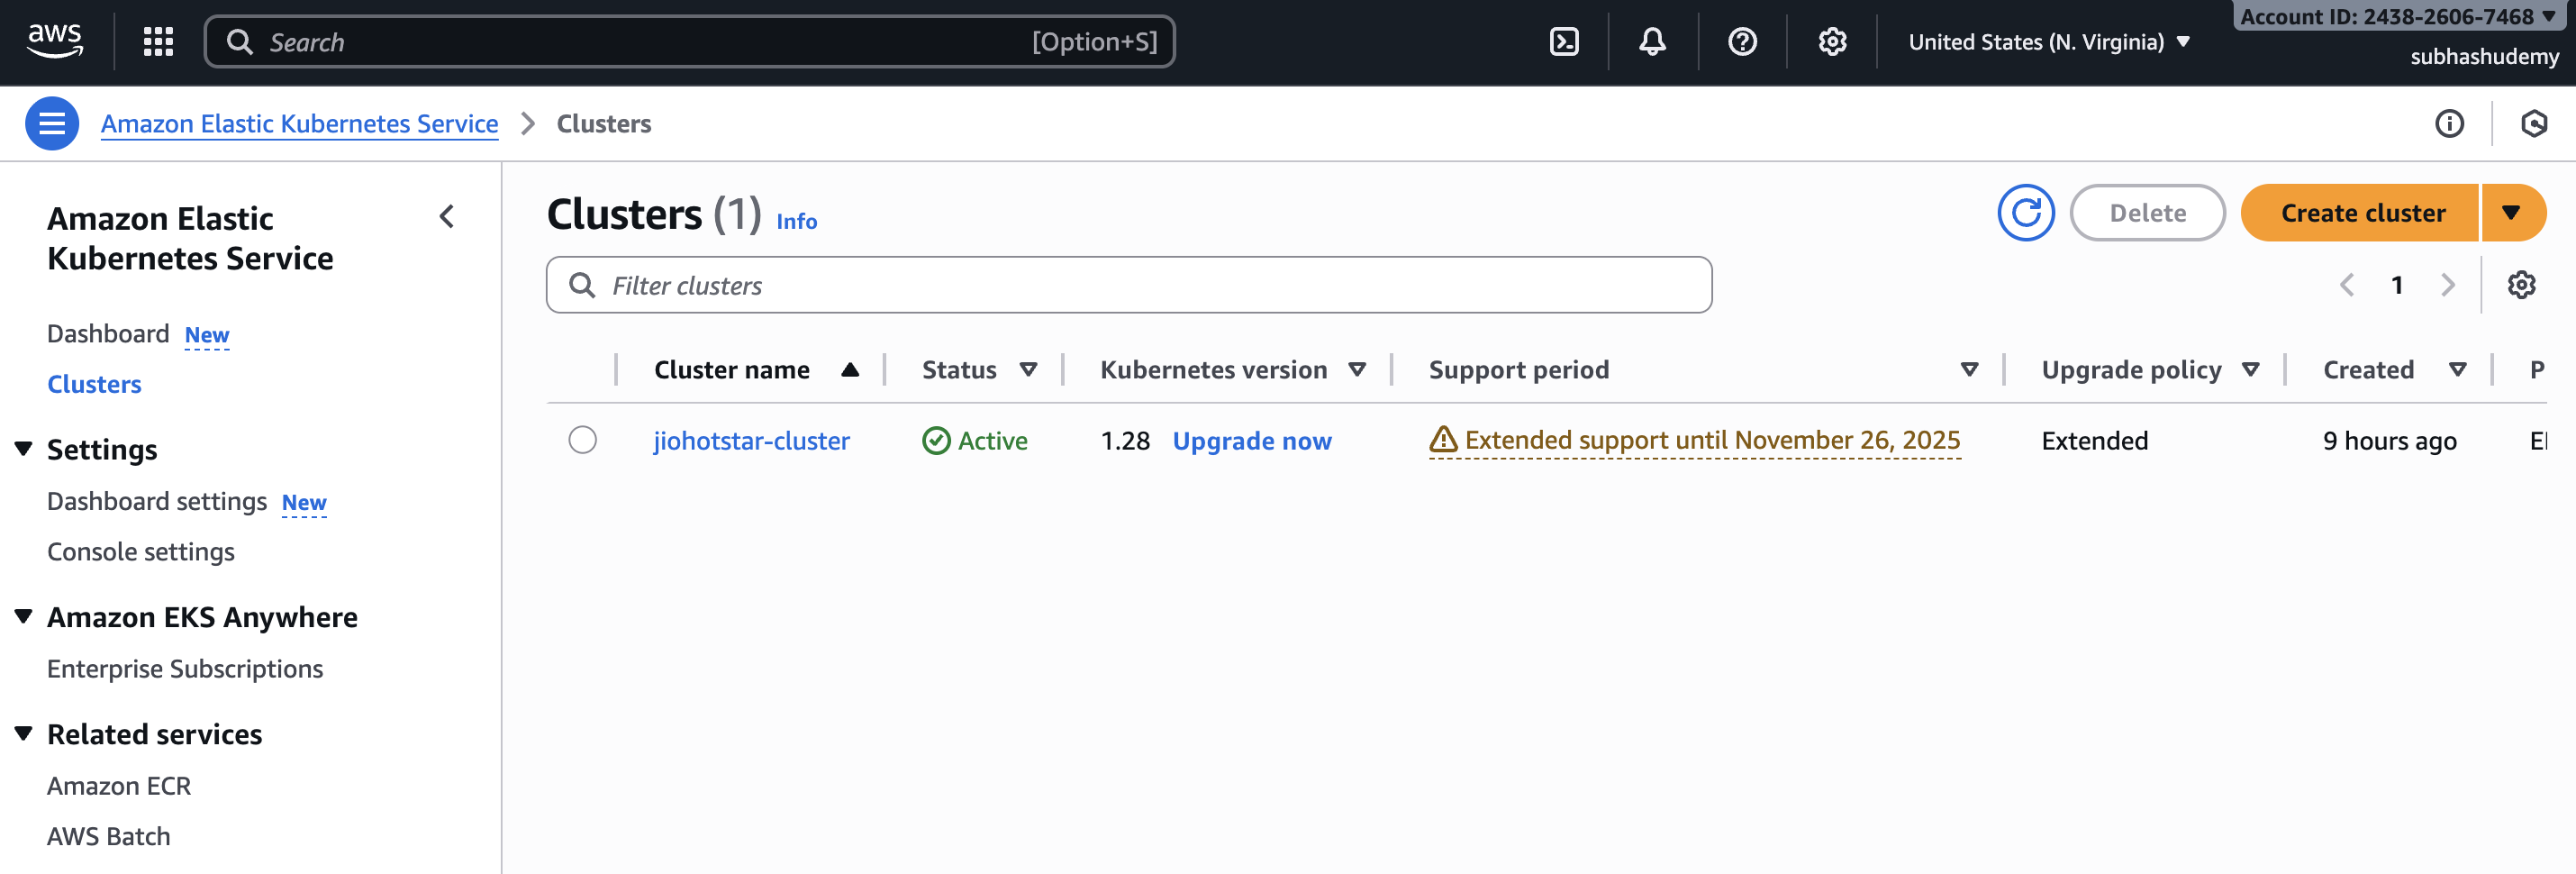 aws
Search [Option+S]
United States (N. Virginia)
Account ID: 2438-2606-7468
subhashudemy
Amazon Elastic Kubernetes Service > Clusters
Amazon Elastic
Kubernetes Service
Dashboard New
Clusters
Settings
Dashboard settings New
Console settings
Amazon EKS Anywhere
Enterprise Subscriptions
Related services
Amazon ECR
AWS Batch
Clusters (1) Info
Delete
Create cluster
Filter clusters
1
Cluster name Status Kubernetes version Support period Upgrade policy Created P
jiohotstar-cluster Active 1.28 Upgrade now Extended support until November 26, 2025 Extended 9 hours ago